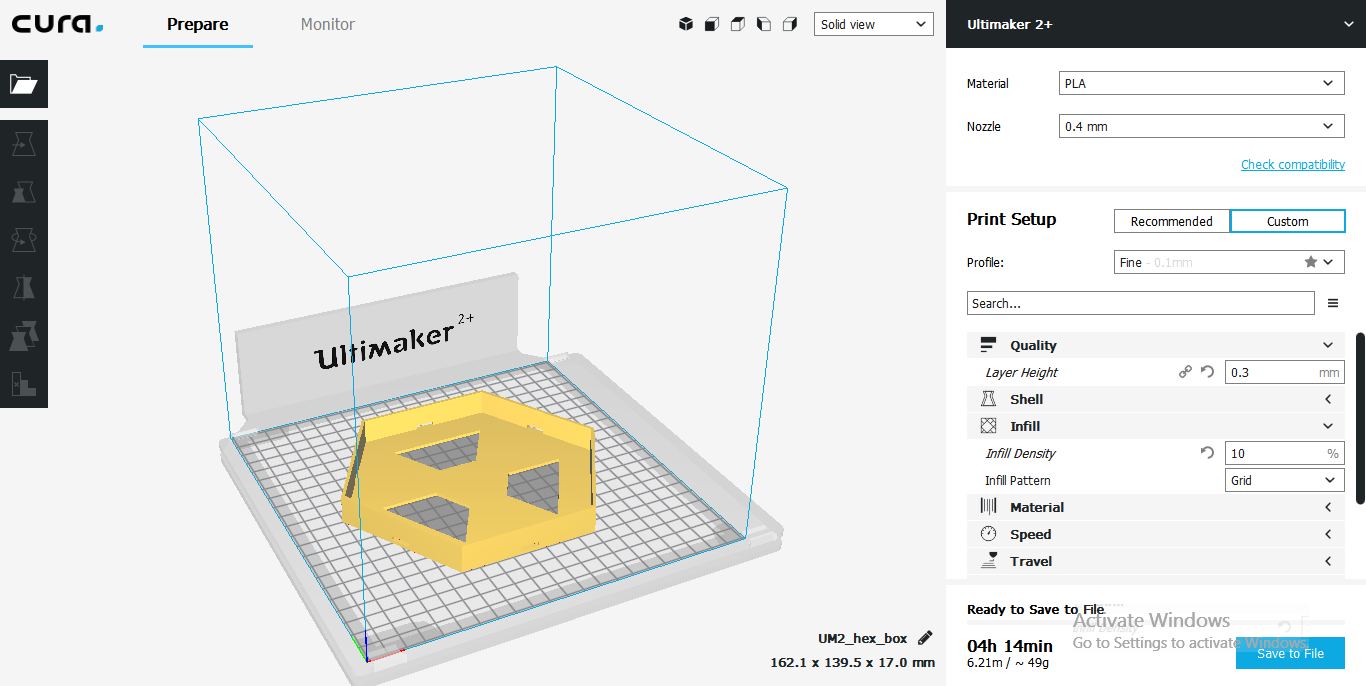 cura.
Prepare
Monitor
Solid view
Ultimaker 2+
Material
PLA
Nozzle
0.4 mm
Check compatibility
Print Setup
Recommended
Custom
Profile:
Fine - 0.1mm
Search...
Quality
Layer Height
0.3 mm
Shell
Infill
Infill Density
10 %
Infill Pattern
Grid
Material
Speed
Travel
Ultimaker 2+
UM2_hex_box
162.1 x 139.5 x 17.0 mm
Ready to Save to File
Activate Windows
Infill Density
Go to Settings to activate Windows.
04h 14min
6.21m / ~ 49g
Save to File